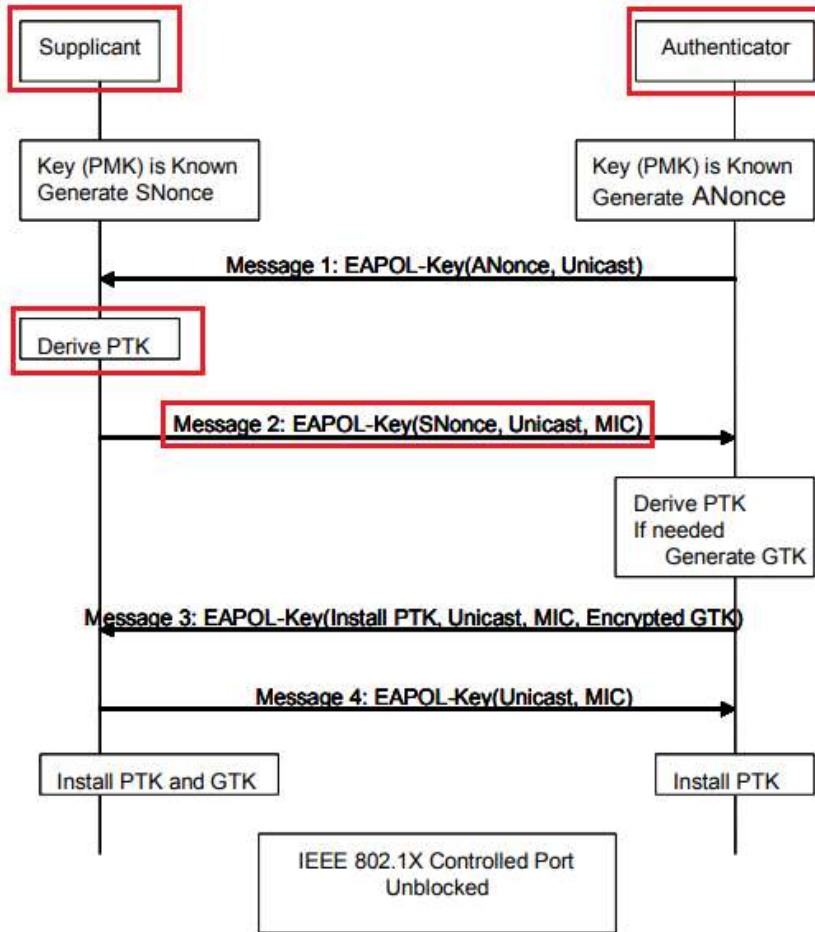 Supplicant
Authenticator
Key (PMK) is Known
Generate SNonce
Key (PMK) is Known
Generate ANonce
Message 1: EAPOL-Key(ANonce, Unicast)
Derive PTK
Message 2: EAPOL-Key(SNonce, Unicast, MIC)
Derive PTK
If needed
Generate GTK
Message 3: EAPOL-Key(Install PTK, Unicast, MIC, Encrypted GTK)
Message 4: EAPOL-Key(Unicast, MIC)
Install PTK and GTK
Install PTK
IEEE 802.1X Controlled Port
Unblocked